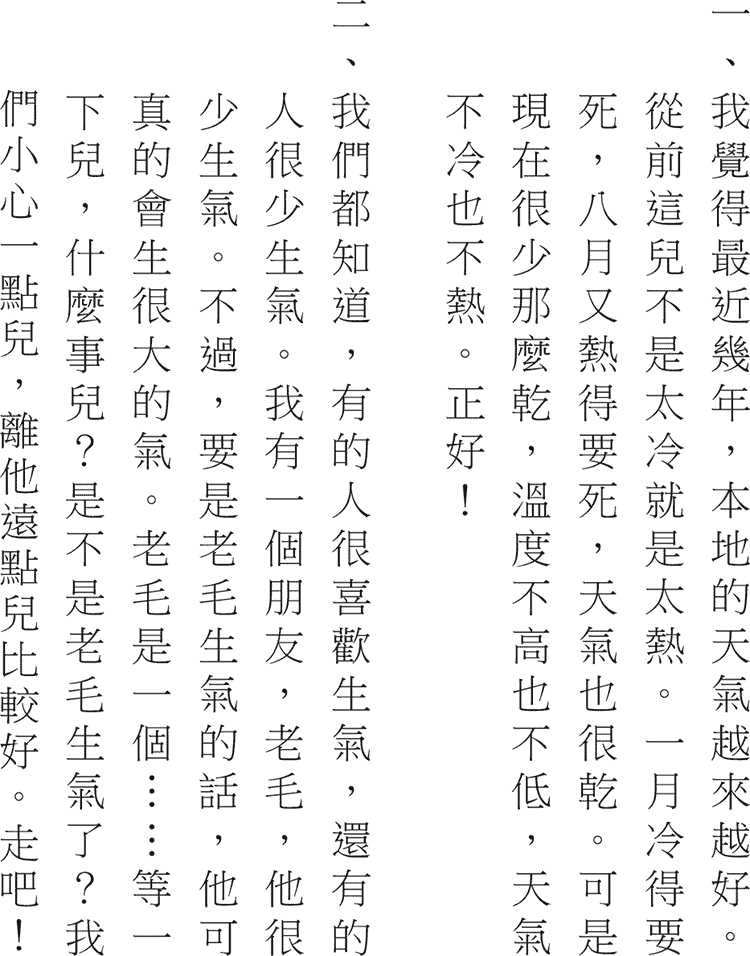 一、我覺得最近幾年，本地的天氣越來越好。
從前這兒不是太冷就是太熱。一月冷得要
死，八月又熱得要死，天氣也很乾。可是
現在很少那麼乾，溫度不高也不低，天氣
不冷也不熱。正好！
二、我們都知道，有的人很喜歡生氣，還有的
人很少生氣。我有一個朋友，老毛，他很
少生氣。不過，要是老毛生氣的話，他可
真的會生很大的氣。老毛是一個……等一
下兒，什麼事兒？是不是老毛生氣了？我
們小心一點兒，離他遠點兒比較好。走吧！